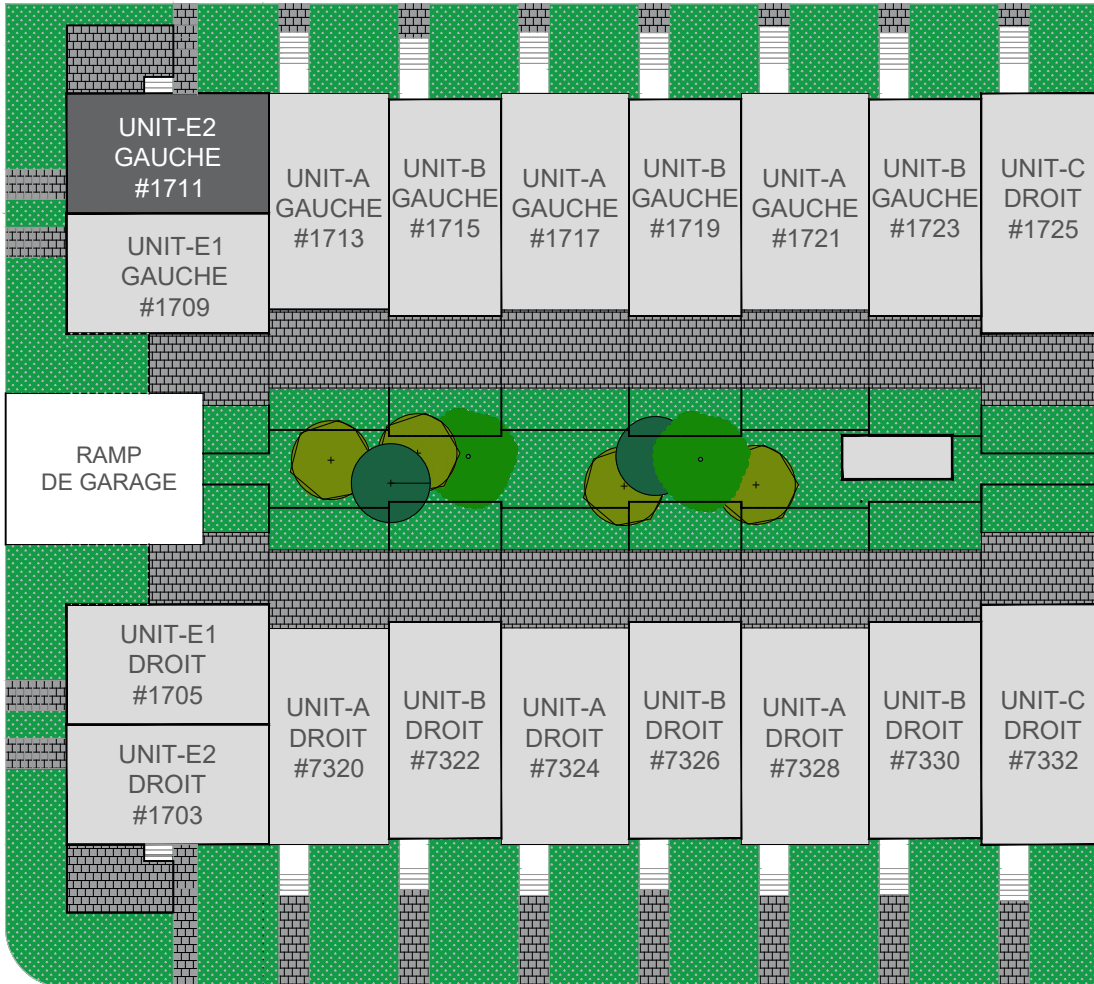 UNIT-E2
GAUCHE
#1711
UNIT-E1
GAUCHE
#1709
UNIT-A
GAUCHE
#1713
UNIT-B
GAUCHE
#1715
UNIT-A
GAUCHE
#1717
UNIT-B
GAUCHE
#1719
UNIT-A
GAUCHE
#1721
UNIT-B
GAUCHE
#1723
UNIT-C
DROIT
#1725
RAMP
DE GARAGE
UNIT-E1
DROIT
#1705
UNIT-E2
DROIT
#1703
UNIT-A
DROIT
#7320
UNIT-B
DROIT
#7322
UNIT-A
DROIT
#7324
UNIT-B
DROIT
#7326
UNIT-A
DROIT
#7328
UNIT-B
DROIT
#7330
UNIT-C
DROIT
#7332